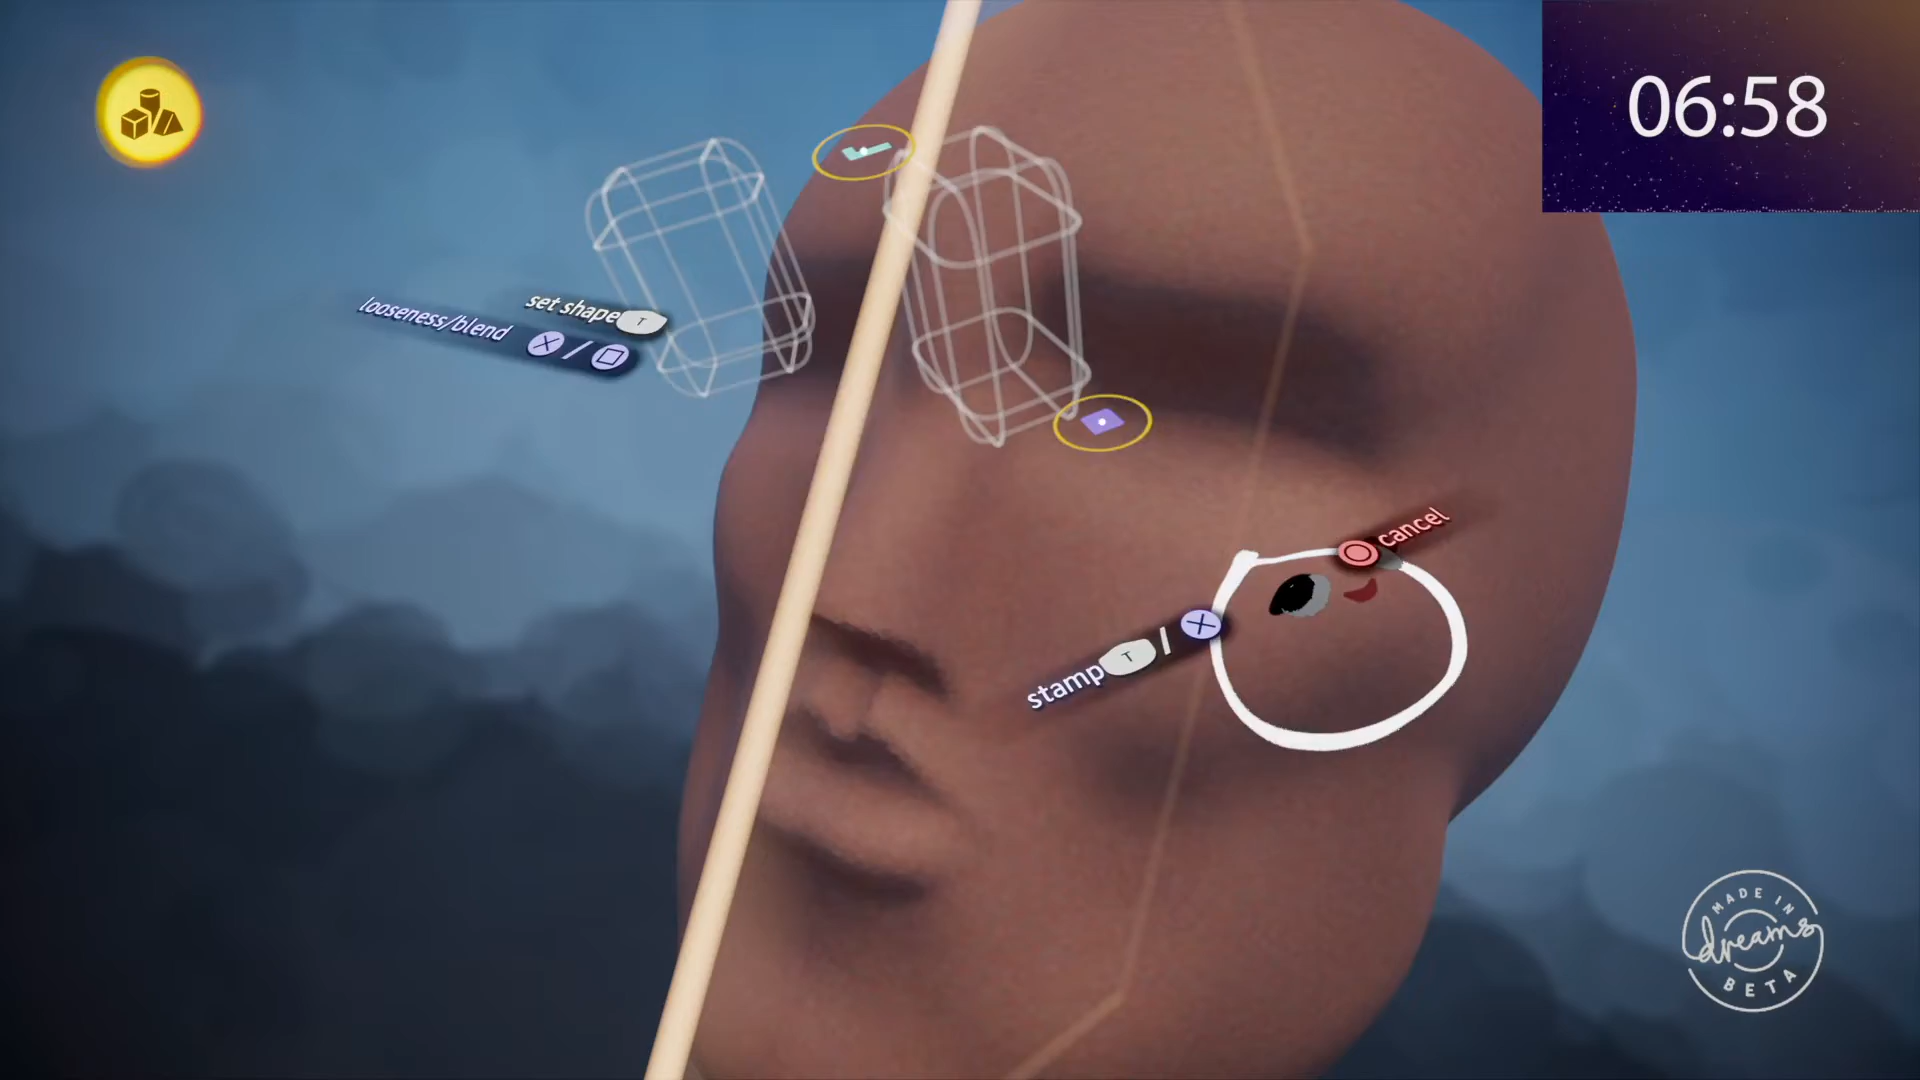 06:58
set shape T
looseness/blend /
cancel
stamp T /
MADE IN
dreams
BETA